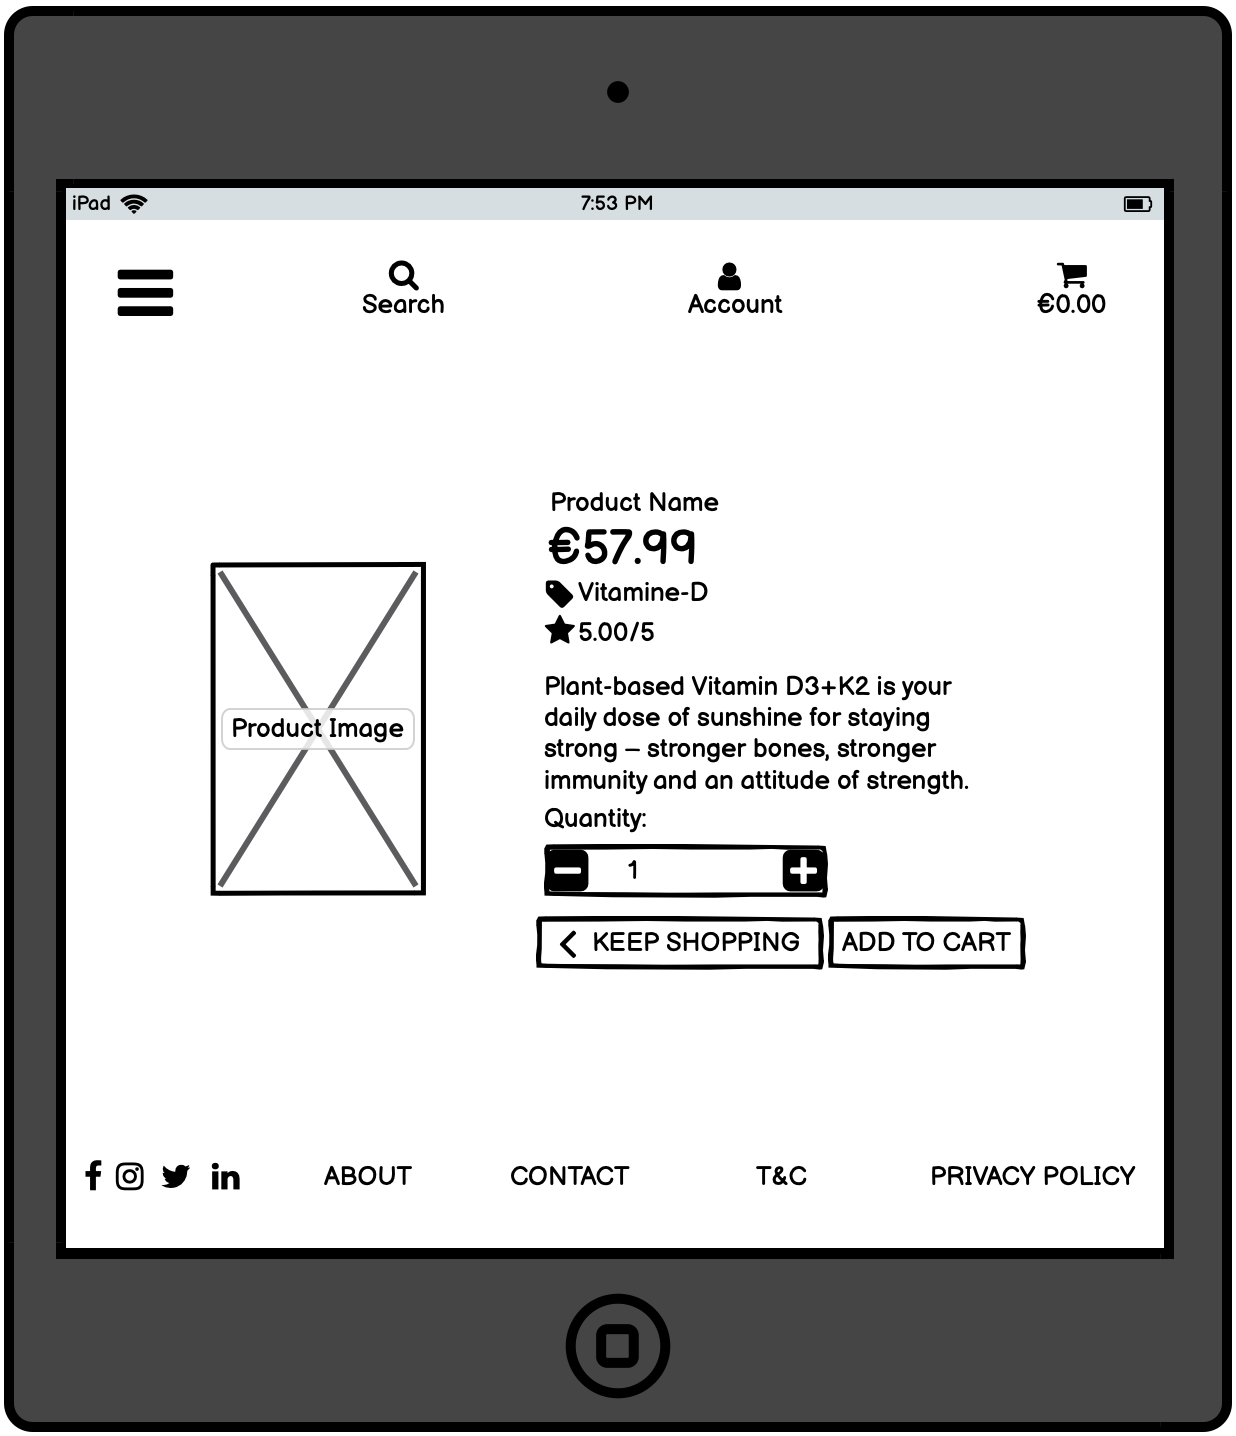 iPad 7:53 PM
Search Account €0.00
Product Name
€57.99
Vitamine-D
5.00/5
Product Image
Plant-based Vitamin D3+K2 is your
daily dose of sunshine for staying
strong – stronger bones, stronger
immunity and an attitude of strength.
Quantity:
1
KEEP SHOPPING ADD TO CART
ABOUT CONTACT T&C PRIVACY POLICY